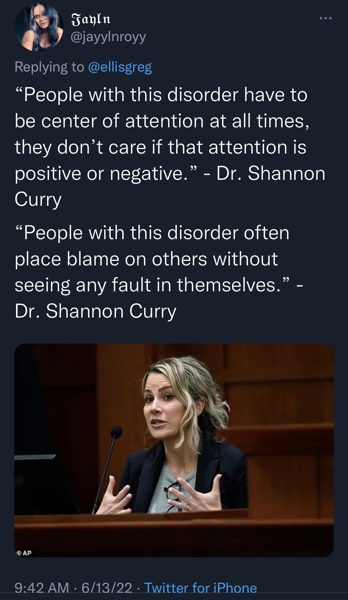 𝕵𝖆𝖞𝖑𝖓
@jayylnroyy
Replying to @ellisgreg
“People with this disorder have to
be center of attention at all times,
they don’t care if that attention is
positive or negative.” - Dr. Shannon
Curry
“People with this disorder often
place blame on others without
seeing any fault in themselves.” -
Dr. Shannon Curry
© AP
9:42 AM · 6/13/22 · Twitter for iPhone